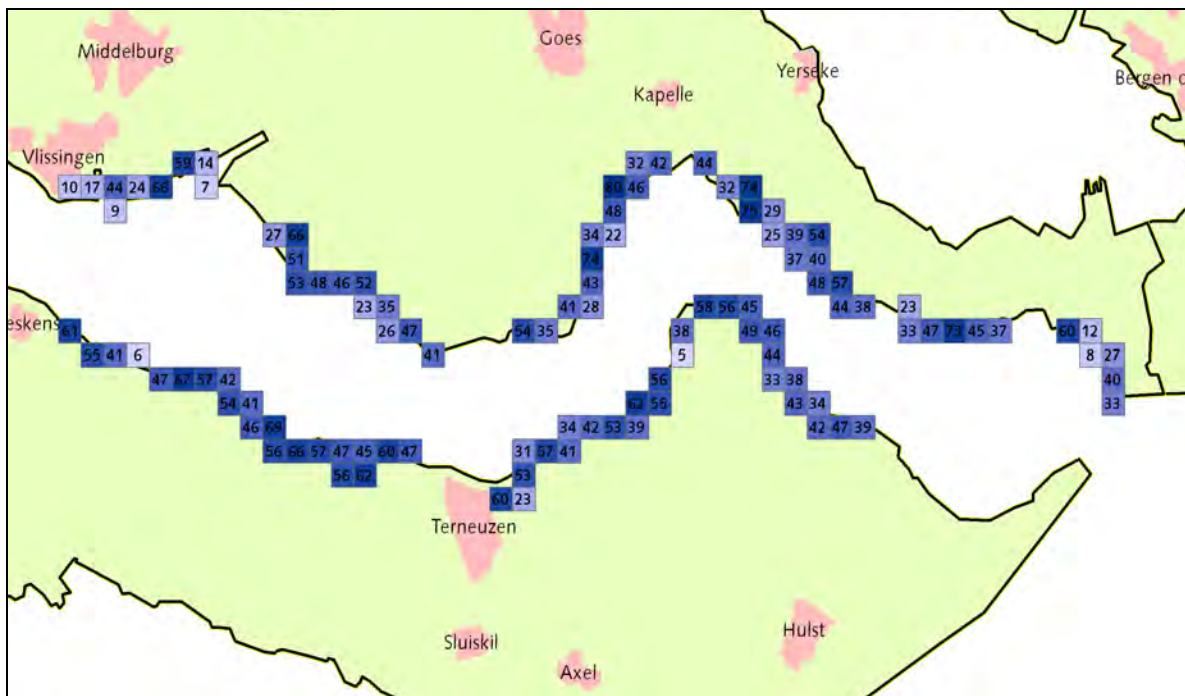 Goes
Middelburg
Yerseke
Bergen o
Kapelle
Vlissingen
59 14
32 42
44
10 17 44 24 66
7
80 46
32 74
9
48
75 29
27 66
34 22
25 39 54
51
74
37 40
53 48 46 52
43
48 57
23 35
41 28
58 56 45
44 38
23
eskens
61
26 47
54 35
38
49 46
33 47 73 45 37
60 12
55 41 6
41
5
44
8 27
47 67 57 42
56
33 38
40
54 41
62 56
43 34
33
46 69
34 42 53 39
42 47 39
56 66 57 47 45 60 47
31 57 41
56 62
53
60 23
Terneuzen
Sluiskil
Hulst
Axel